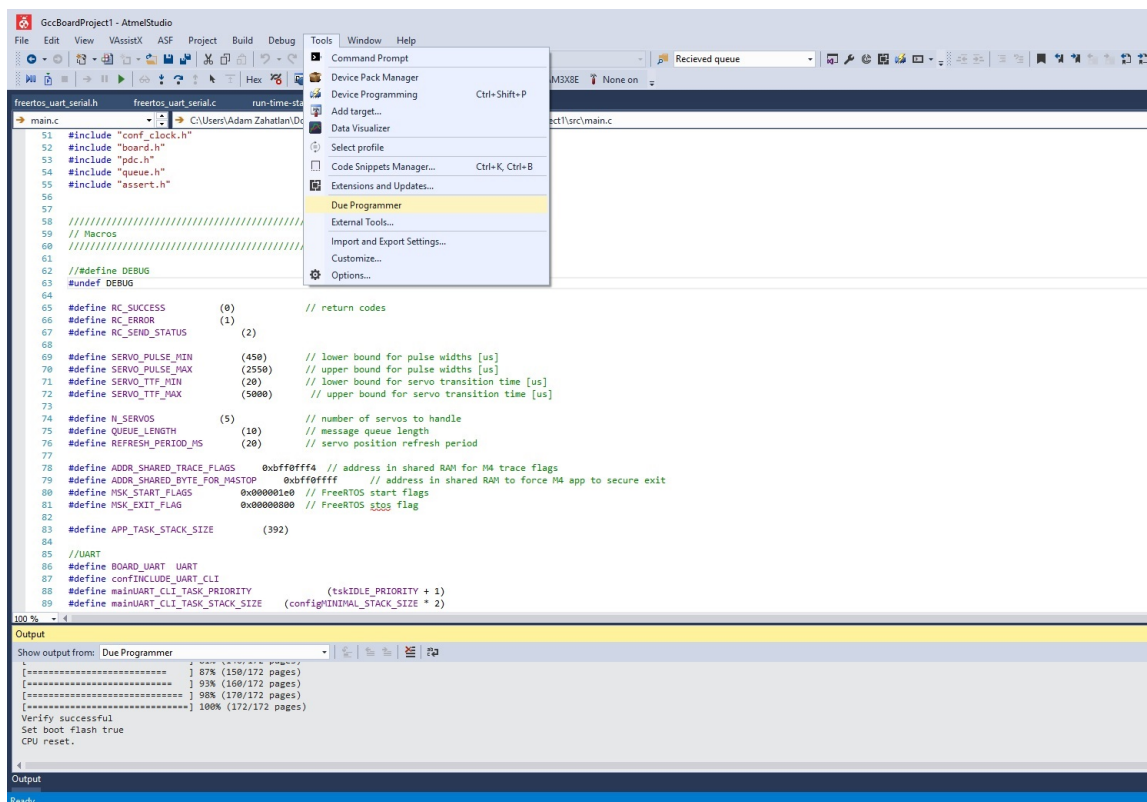 GccBoardProject1 - AtmelStudio
File Edit View VAssistX ASF Project Build Debug Tools Window Help
Recieved queue
Hex M3X8E None on
freertos_uart_serial.h freertos_uart_serial.c run-time-sta
main.c C:\Users\Adam Zahatlan\Do ect1\src\main.c
Command Prompt
Device Pack Manager
Device Programming Ctrl+Shift+P
Add target...
Data Visualizer
Select profile
Code Snippets Manager... Ctrl+K, Ctrl+B
Extensions and Updates...
Due Programmer
External Tools...
Import and Export Settings...
Customize...
Options...
51 #include "conf_clock.h"
52 #include "board.h"
53 #include "pdc.h"
54 #include "queue.h"
55 #include "assert.h"
56
57
58 ////////////////////////////////////////////
59 // Macros
60 ////////////////////////////////////////////
61
62 //#define DEBUG
63 #undef DEBUG
64
65 #define RC_SUCCESS (0) // return codes
66 #define RC_ERROR (1)
67 #define RC_SEND_STATUS (2)
68
69 #define SERVO_PULSE_MIN (450) // lower bound for pulse widths [us]
70 #define SERVO_PULSE_MAX (2550) // upper bound for pulse widths [us]
71 #define SERVO_TTF_MIN (20) // lower bound for servo transition time [us]
72 #define SERVO_TTF_MAX (5000) // upper bound for servo transition time [us]
73
74 #define N_SERVOS (5) // number of servos to handle
75 #define QUEUE_LENGTH (10) // message queue length
76 #define REFRESH_PERIOD_MS (20) // servo position refresh period
77
78 #define ADDR_SHARED_TRACE_FLAGS 0xbff0fff4 // address in shared RAM for M4 trace flags
79 #define ADDR_SHARED_BYTE_FOR_M4STOP 0xbff0ffff // address in shared RAM to force M4 app to secure exit
80 #define MSK_START_FLAGS 0x000001e0 // FreeRTOS start flags
81 #define MSK_EXIT_FLAG 0x00000800 // FreeRTOS stos flag
82
83 #define APP_TASK_STACK_SIZE (392)
84
85 //UART
86 #define BOARD_UART UART
87 #define confINCLUDE_UART_CLI
88 #define mainUART_CLI_TASK_PRIORITY (tskIDLE_PRIORITY + 1)
89 #define mainUART_CLI_TASK_STACK_SIZE (configMINIMAL_STACK_SIZE * 2)
100 %
Output
Show output from: Due Programmer
[=========================== ] 87% (150/172 pages)
[============================ ] 93% (160/172 pages)
[============================= ] 98% (170/172 pages)
[==============================] 100% (172/172 pages)
Verify successful
Set boot flash true
CPU reset.
Output
Ready